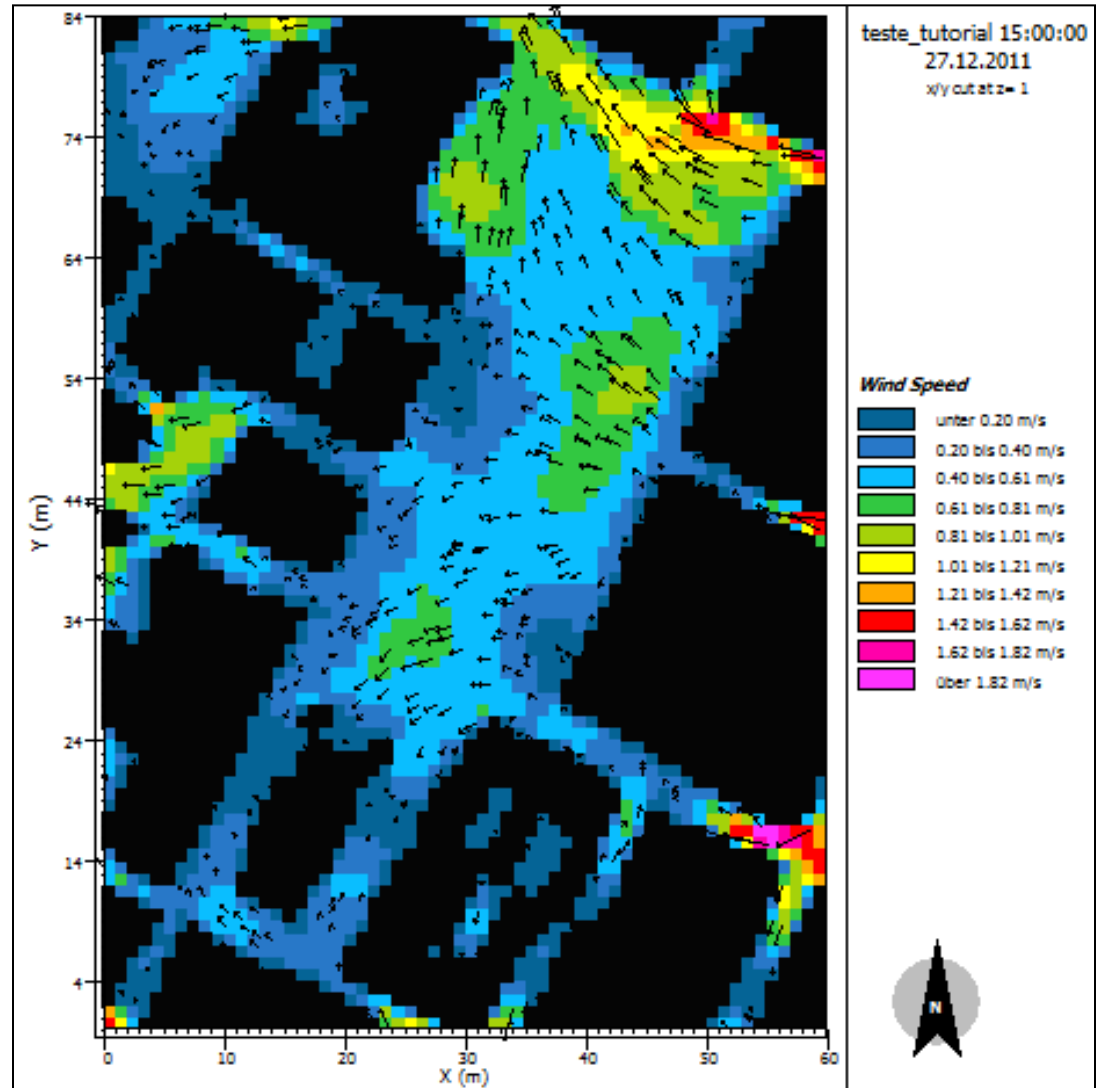 teste_tutorial 15:00:00
27.12.2011
x/y cut at z= 1
84
74
64
54
44
34
24
14
4
Y (m)
0 10 20 30 40 50 60
X (m)
Wind Speed
unter 0.20 m/s
0.20 bis 0.40 m/s
0.40 bis 0.61 m/s
0.61 bis 0.81 m/s
0.81 bis 1.01 m/s
1.01 bis 1.21 m/s
1.21 bis 1.42 m/s
1.42 bis 1.62 m/s
1.62 bis 1.82 m/s
über 1.82 m/s
N